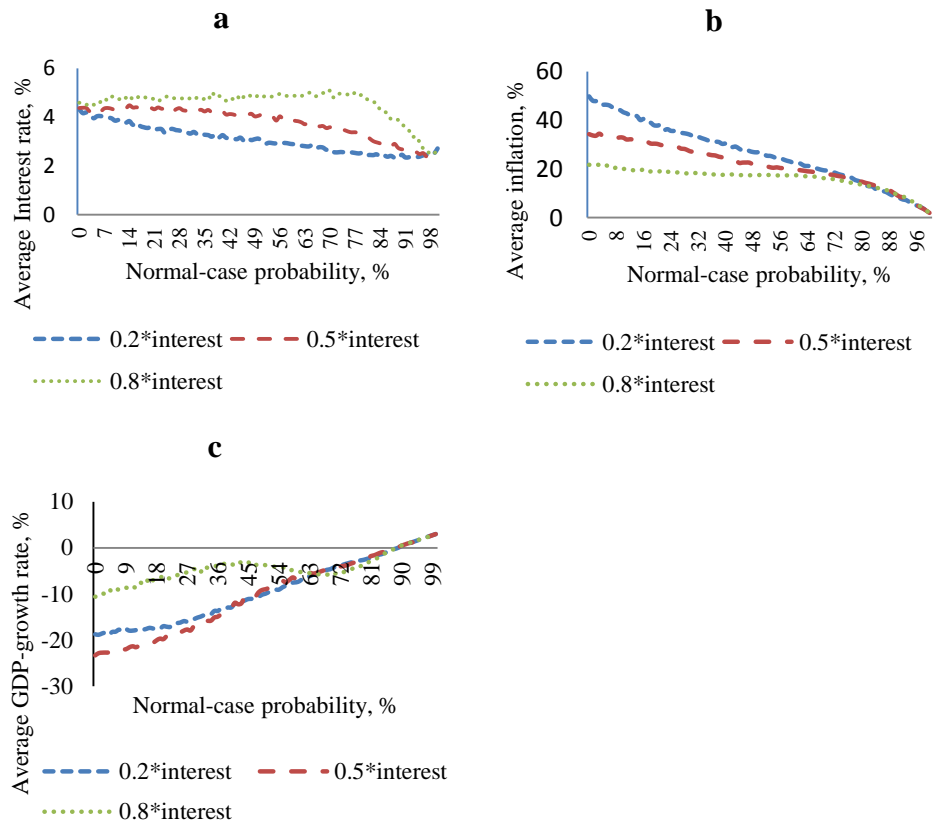 a
Average Interest rate, %
6
4
2
0
0 7 14 21 28 35 42 49 56 63 70 77 84 91 98
Normal-case probability, %
0.2*interest 0.5*interest
0.8*interest
b
Average inflation, %
60
40
20
0
0 8 16 24 32 40 48 56 64 72 80 88 96
Normal-case probability, %
0.2*interest 0.5*interest
0.8*interest
c
Average GDP-growth rate, %
10
0
-10
-20
-30
0 9 18 27 36 45 54 63 72 81 90 99
Normal-case probability, %
0.2*interest 0.5*interest
0.8*interest